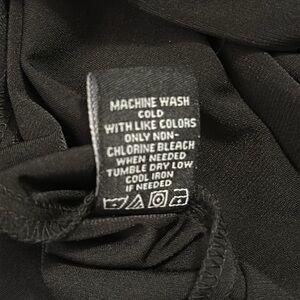 MACHINE WASH
COLD
WITH LIKE COLORS
ONLY NON-
CHLORINE BLEACH
WHEN NEEDED
TUMBLE DRY LOW
COOL IRON
IF NEEDED